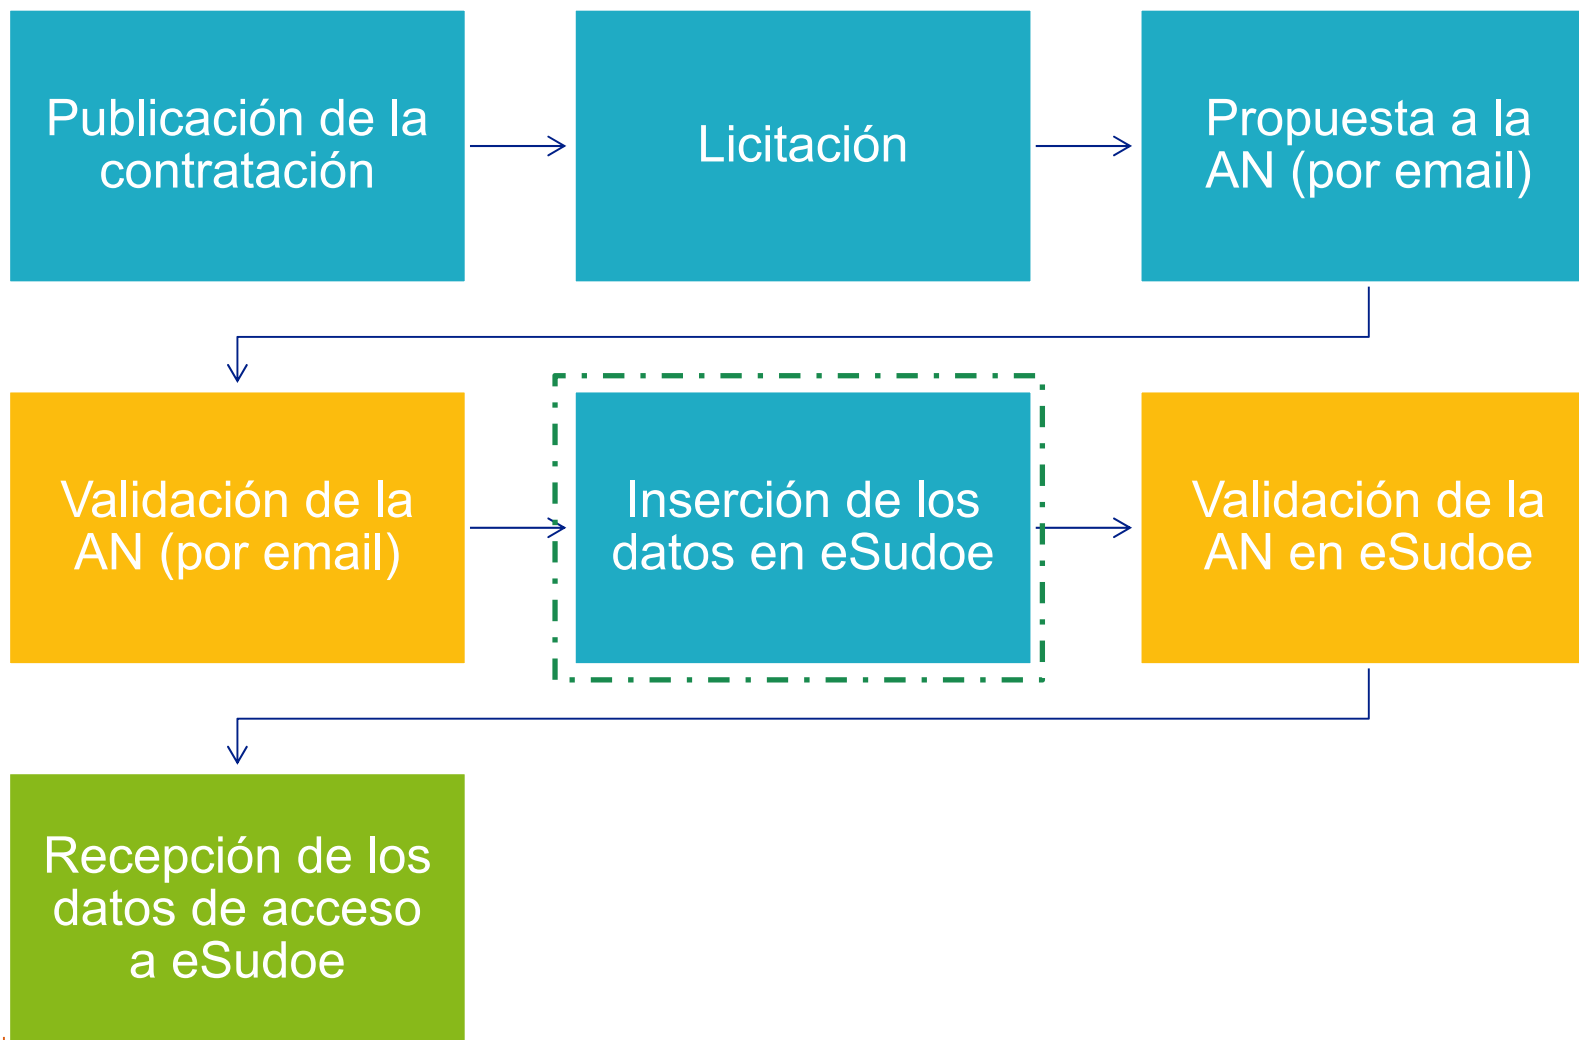 Publicación de la
contratación
Licitación
Propuesta a la
AN (por email)
Validación de la
AN (por email)
Inserción de los
datos en eSudoe
Validación de la
AN en eSudoe
Recepción de los
datos de acceso
a eSudoe